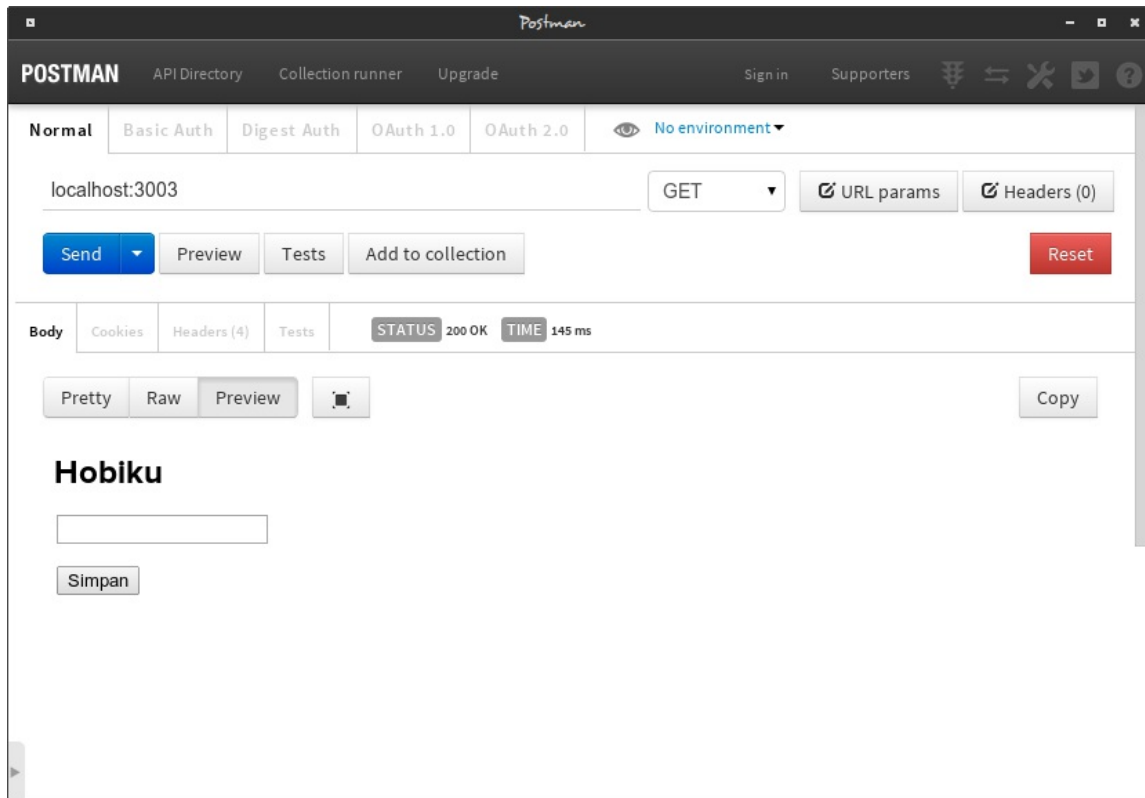 Postman
POSTMAN API Directory Collection runner Upgrade Sign in Supporters
Normal Basic Auth Digest Auth OAuth 1.0 OAuth 2.0 No environment
localhost:3003 GET URL params Headers (0)
Send Preview Tests Add to collection Reset
Body Cookies Headers (4) Tests STATUS 200 OK TIME 145 ms
Pretty Raw Preview Copy
Hobiku
Simpan